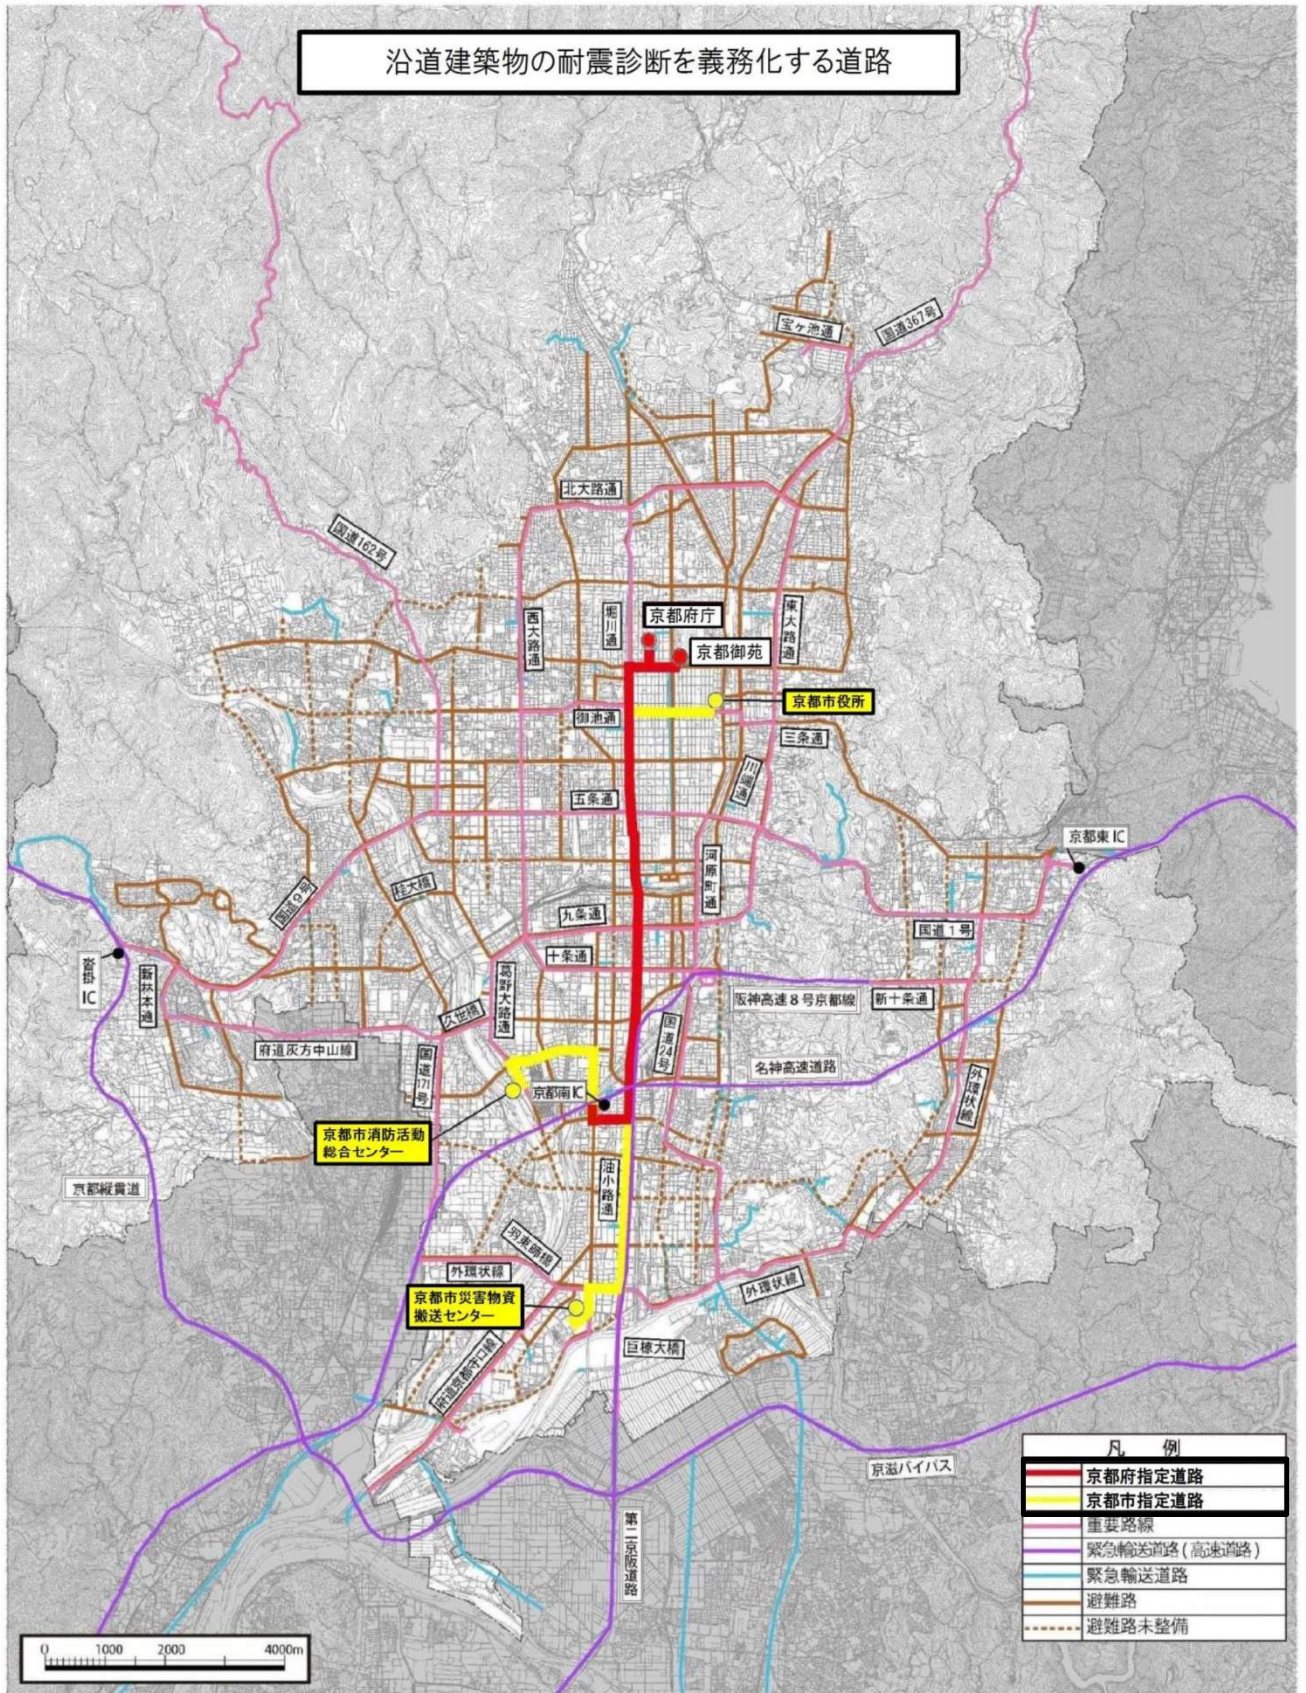 沿道建築物の耐震診断を義務化する道路
宝ヶ池通
国道367号
北大路通
国道162号
西大路通
堀川通
京都府庁
東大路通
京都御苑
京都市役所
御池通
三条通
川端通
五条通
京都東IC
河原町通
桂大橋
国道9号
九条通
国道1号
十条通
沓掛IC
新林本通
葛野大路通
阪神高速8号京都線
新十条通
久世橋
国道24号
府道灰方中山線
国道171号
名神高速道路
外環状線
京都南IC
京都市消防活動
総合センター
京都縦貫道
油小路通
羽束師橋
外環状線
外環状線
京都市災害物資
搬送センター
巨椋大橋
府道京都守口線
京滋バイパス
第二京阪道路
凡 例
京都府指定道路
京都市指定道路
重要路線
緊急輸送道路(高速道路)
緊急輸送道路
避難路
避難路未整備
0 1000 2000 4000m